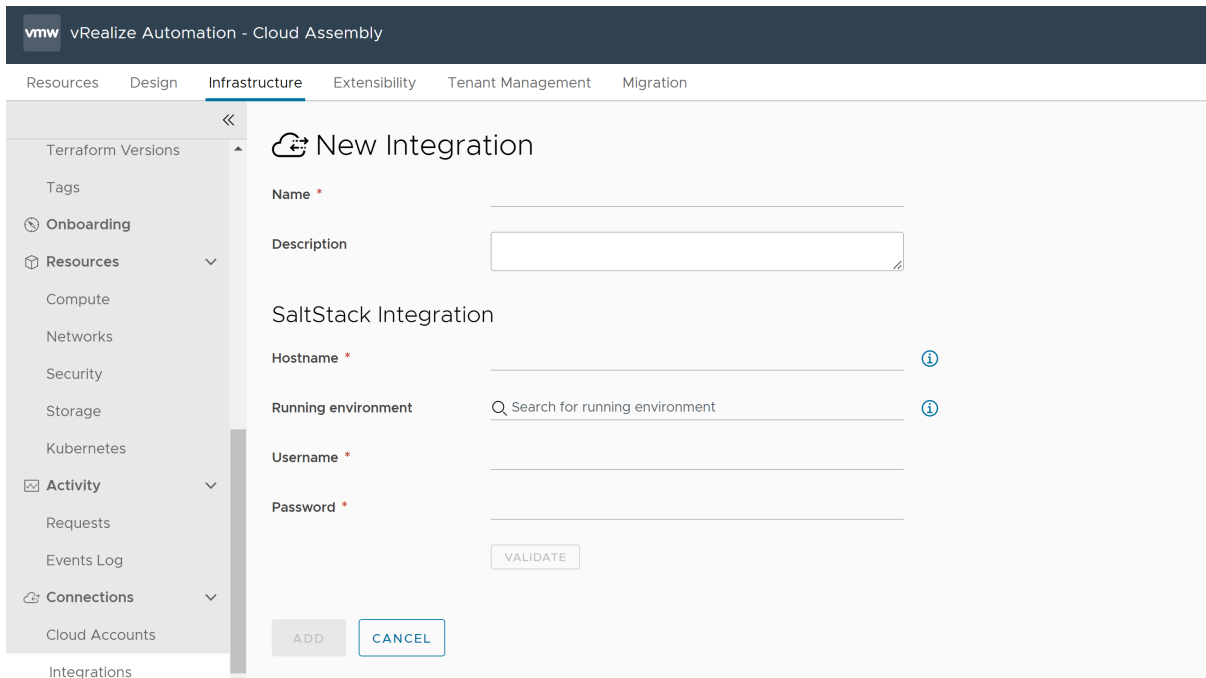 vmw vRealize Automation - Cloud Assembly
Resources Design Infrastructure Extensibility Tenant Management Migration
Terraform Versions
Tags
Onboarding
Resources
Compute
Networks
Security
Storage
Kubernetes
Activity
Requests
Events Log
Connections
Cloud Accounts
Integrations
New Integration
Name *
Description
SaltStack Integration
Hostname *
Running environment Search for running environment
Username *
Password *
VALIDATE
ADD CANCEL